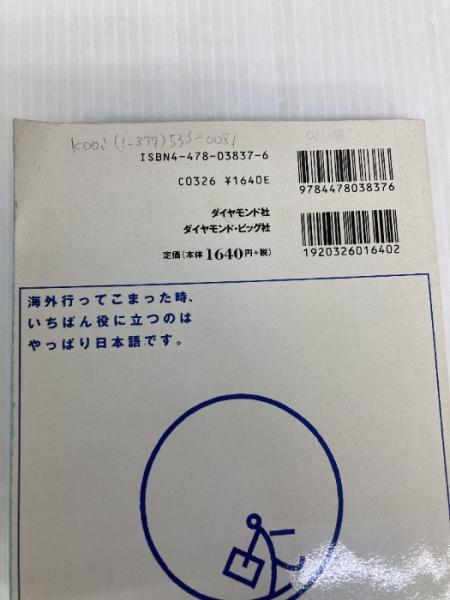 ISBN4-478-03837-6
C0326 ¥1640E
9784478038376
ダイヤモンド社
ダイヤモンド・ビッグ社
定価(本体1640円+税)
1920326016402
海外行ってこまった時、
いちばん役に立つのは
やっぱり日本語です。